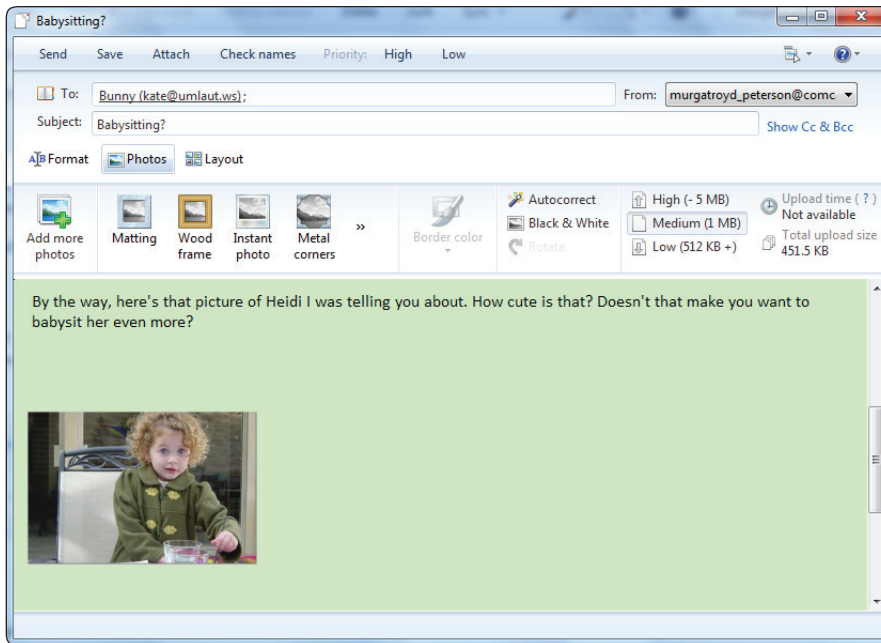 Babysitting?
Send Save Attach Check names Priority: High Low
To: Bunny (kate@umlaut.ws); From: murgatroyd_peterson@comc
Subject: Babysitting? Show Cc & Bcc
Format Photos Layout
Add more photos Matting Wood frame Instant photo Metal corners » Border color
Autocorrect High (- 5 MB) Upload time ( ? )
Not available
Black & White Medium (1 MB) Total upload size
Rotate Low (512 KB +) 451.5 KB
By the way, here's that picture of Heidi I was telling you about. How cute is that? Doesn't that make you want to
babysit her even more?